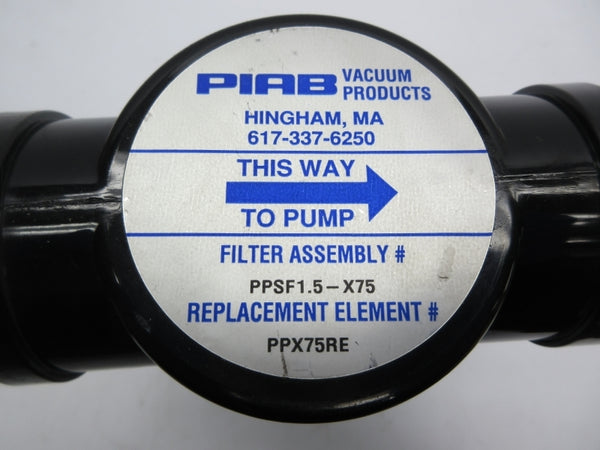 PIAB VACUUM PRODUCTS
HINGHAM, MA
617-337-6250
THIS WAY
TO PUMP
FILTER ASSEMBLY #
PPSF1.5-X75
REPLACEMENT ELEMENT #
PPX75RE